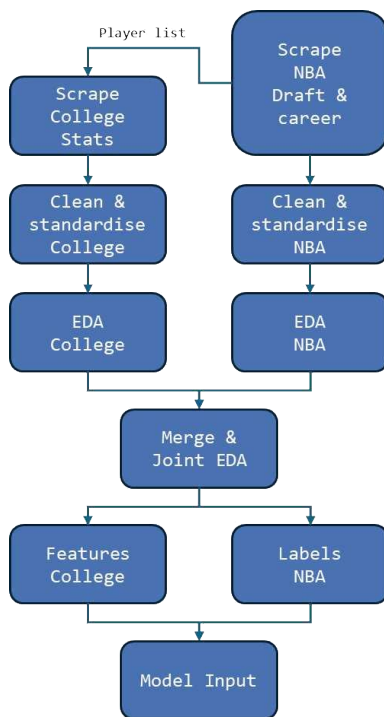 Player list
Scrape
NBA
Draft &
career
Scrape
College
Stats
Clean &
standardise
College
Clean &
standardise
NBA
EDA
College
EDA
NBA
Merge &
Joint EDA
Features
College
Labels
NBA
Model Input